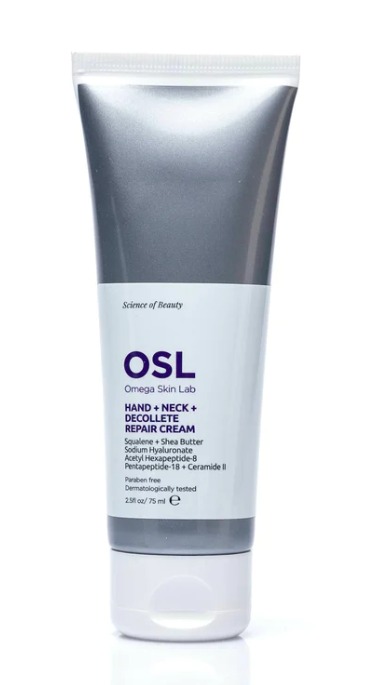 Science of Beauty
OSL
Omega Skin Lab
HAND + NECK +
DECOLLETE
REPAIR CREAM
Squalene + Shea Butter
Sodium Hyaluronate
Acetyl Hexapeptide-8
Pentapeptide-18 + Ceramide II
Paraben free
Dermatologically tested
2.5fl oz/ 75 ml ℮